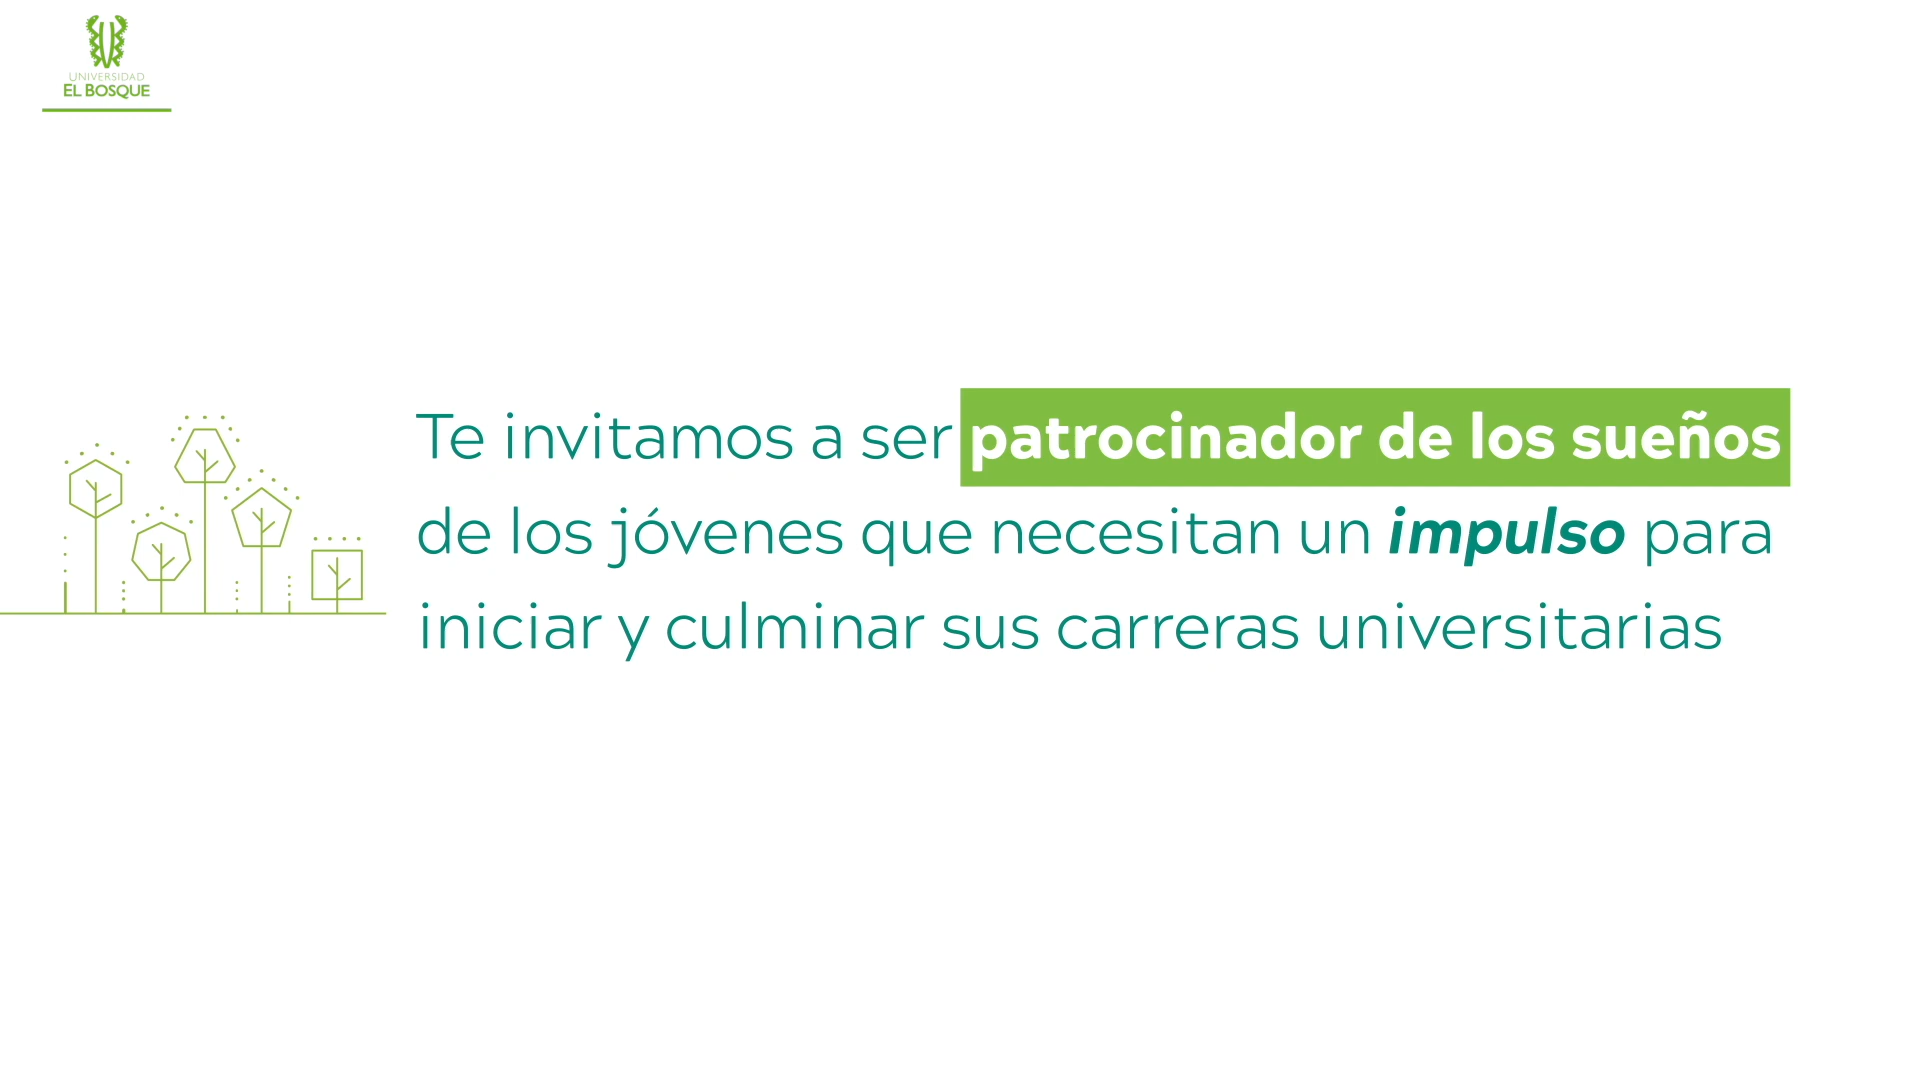 UNIVERSIDAD
EL BOSQUE
Te invitamos a ser patrocinador de los sueños
de los jóvenes que necesitan un impulso para
iniciar y culminar sus carreras universitarias